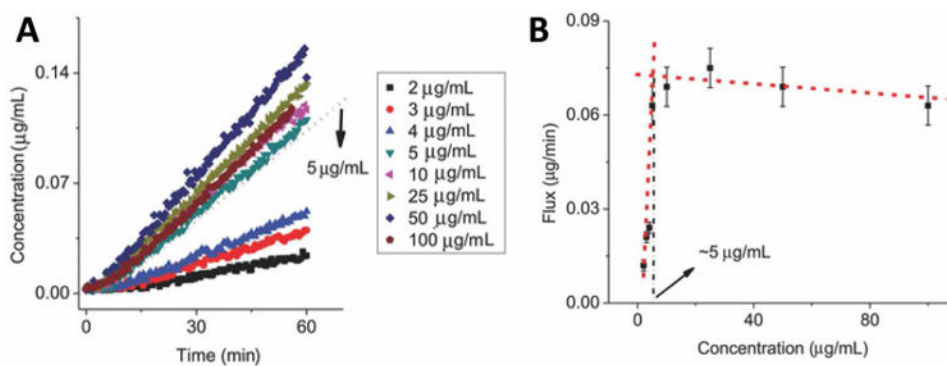 A
Concentration (µg/mL)
0.14
0.07
0.00
0
30
60
Time (min)
5 µg/mL
2 µg/mL
3 µg/mL
4 µg/mL
5 µg/mL
10 µg/mL
25 µg/mL
50 µg/mL
100 µg/mL
B
Flux (µg/min)
0.09
0.06
0.03
0.00
0
40
80
Concentration (µg/mL)
~5 µg/mL